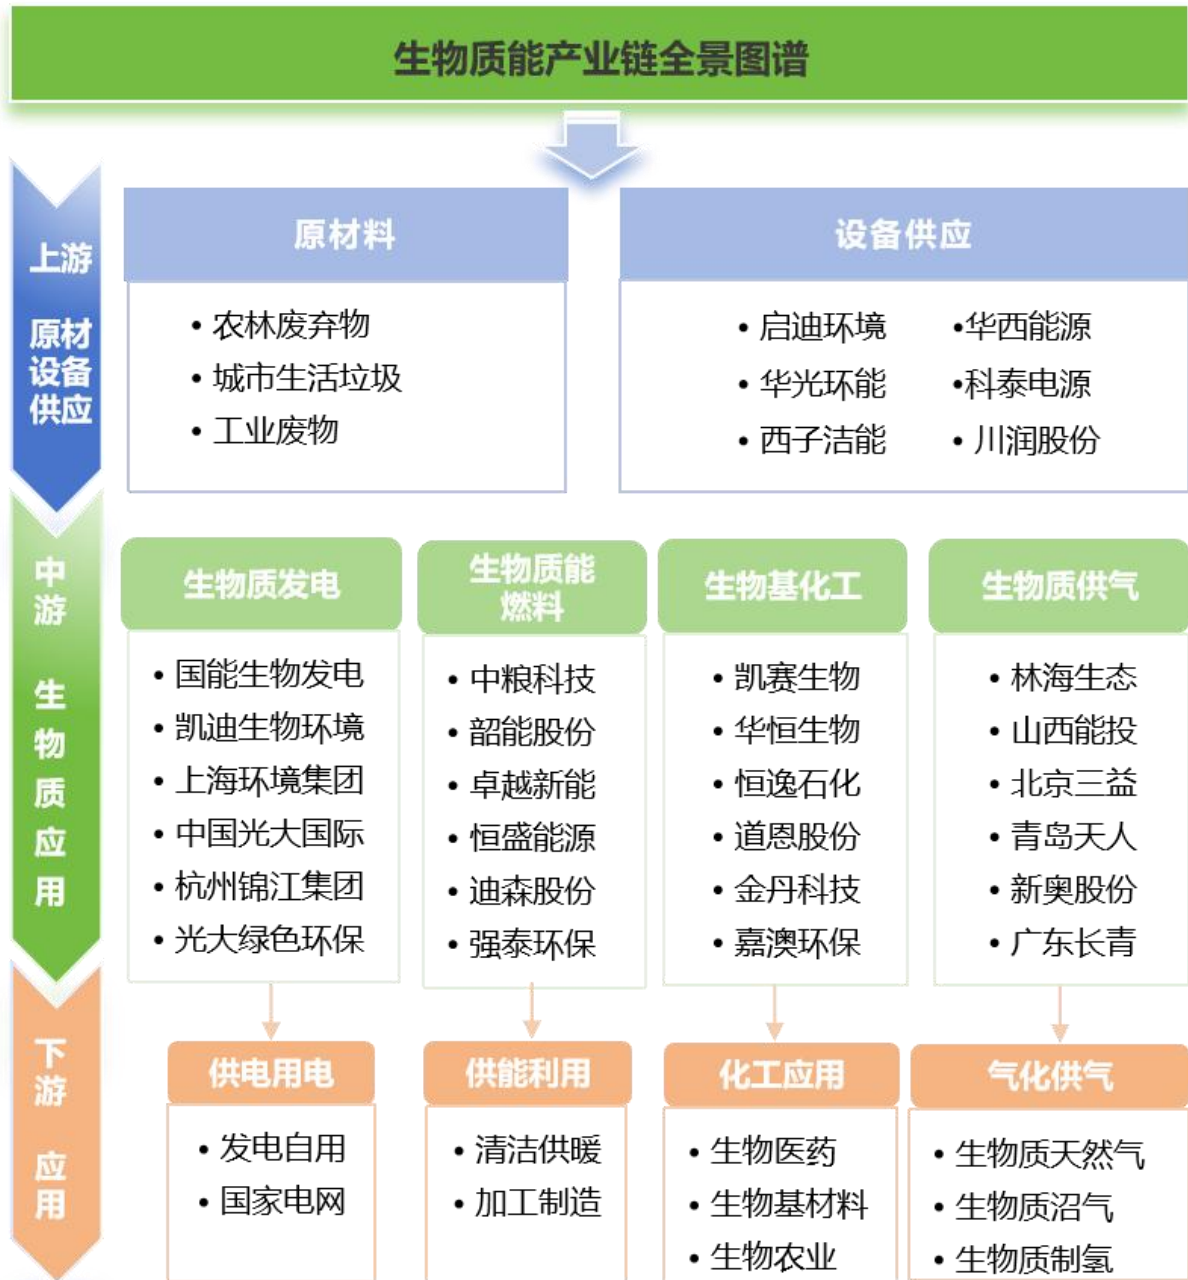 生物质能产业链全景图谱
上游
原材
设备
供应
原材料
• 农林废弃物
• 城市生活垃圾
• 工业废物
设备供应
• 启迪环境 •华西能源
• 华光环能 •科泰电源
• 西子洁能 • 川润股份
中
游
生
物
质
应
用
生物质发电
• 国能生物发电
• 凯迪生物环境
• 上海环境集团
• 中国光大国际
• 杭州锦江集团
• 光大绿色环保
生物质能
燃料
• 中粮科技
• 韶能股份
• 卓越新能
• 恒盛能源
• 迪森股份
• 强泰环保
生物基化工
• 凯赛生物
• 华恒生物
• 恒逸石化
• 道恩股份
• 金丹科技
• 嘉澳环保
生物质供气
• 林海生态
• 山西能投
• 北京三益
• 青岛天人
• 新奥股份
• 广东长青
下
游
应
用
供电用电
• 发电自用
• 国家电网
供能利用
• 清洁供暖
• 加工制造
化工应用
• 生物医药
• 生物基材料
• 生物农业
气化供气
• 生物质天然气
• 生物质沼气
• 生物质制氢